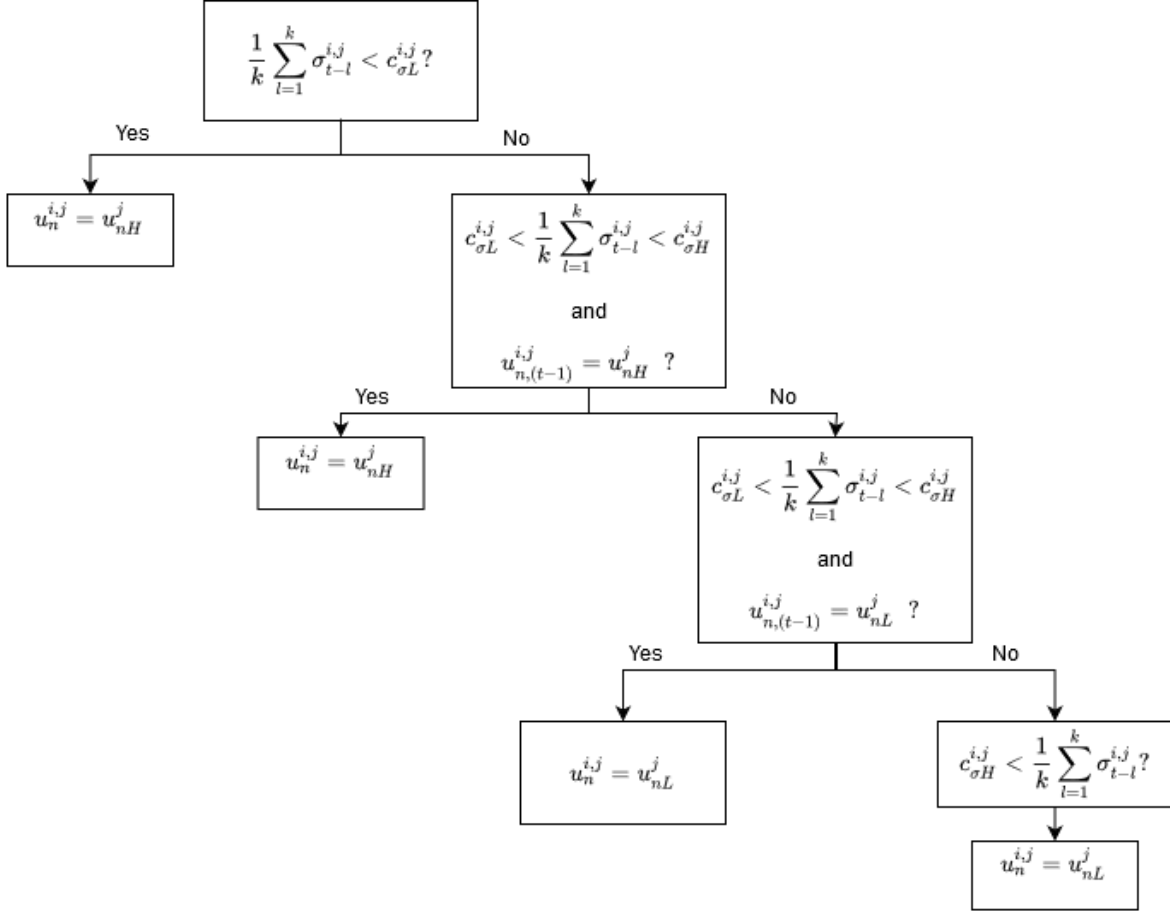 $\frac{1}{k}\sum_{l=1}^{k}\sigma_{t-l}^{i,j} < c_{\sigma L}^{i,j}?$
Yes
No
$u_n^{i,j} = u_{nH}^{j}$
$c_{\sigma L}^{i,j} < \frac{1}{k}\sum_{l=1}^{k}\sigma_{t-l}^{i,j} < c_{\sigma H}^{i,j}$
and
$u_{n,(t-1)}^{i,j} = u_{nH}^{j}$ ?
Yes
No
$u_n^{i,j} = u_{nH}^{j}$
$c_{\sigma L}^{i,j} < \frac{1}{k}\sum_{l=1}^{k}\sigma_{t-l}^{i,j} < c_{\sigma H}^{i,j}$
and
$u_{n,(t-1)}^{i,j} = u_{nL}^{j}$ ?
Yes
No
$u_n^{i,j} = u_{nL}^{j}$
$c_{\sigma H}^{i,j} < \frac{1}{k}\sum_{l=1}^{k}\sigma_{t-l}^{i,j}?$
$u_n^{i,j} = u_{nL}^{j}$